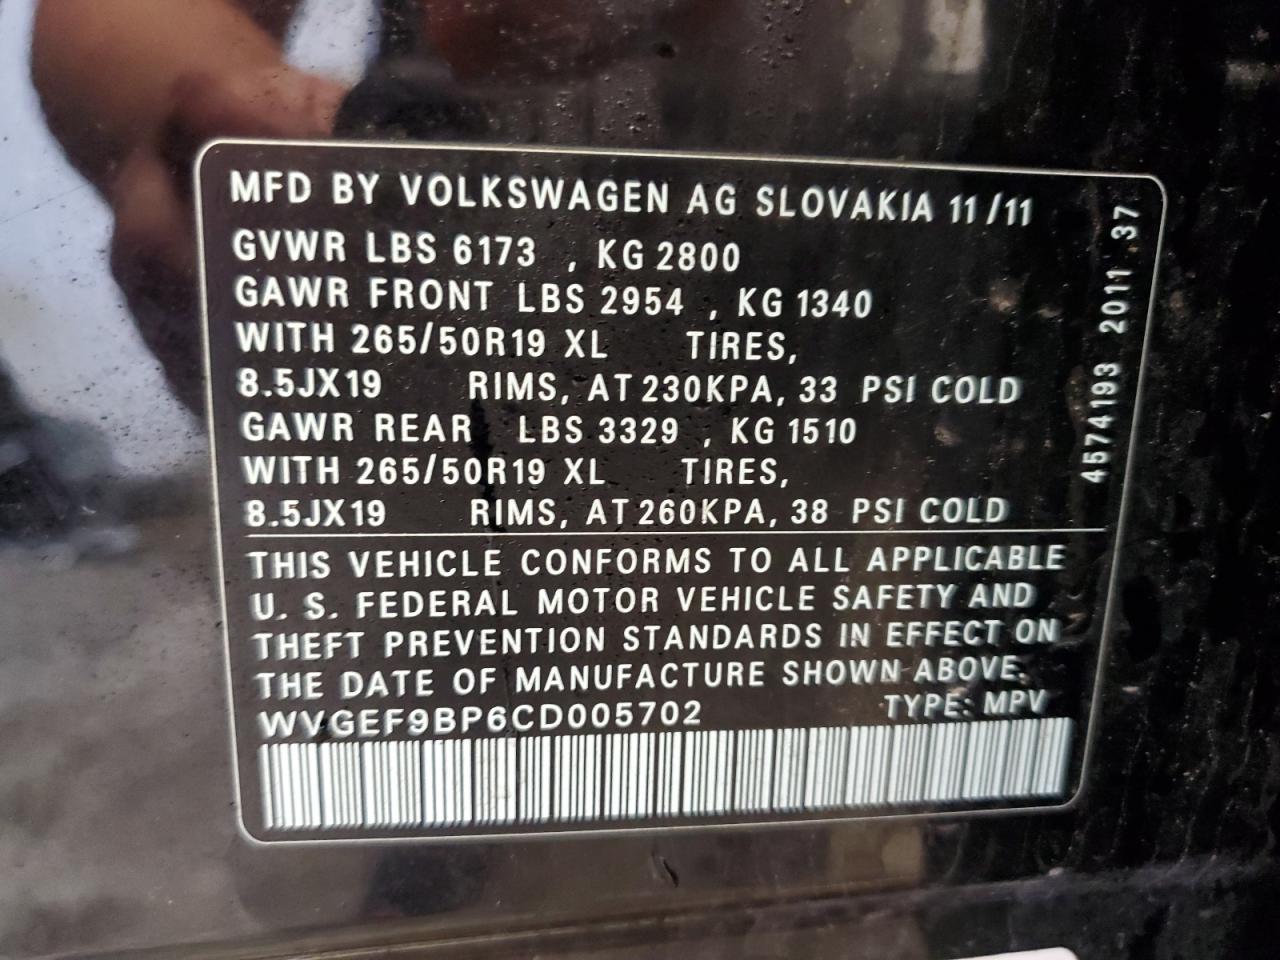 MFD BY VOLKSWAGEN AG SLOVAKIA 11/11
GVWR LBS 6173 , KG 2800
GAWR FRONT LBS 2954 , KG 1340
WITH 265/50R19 XL TIRES,
8.5JX19 RIMS, AT 230KPA, 33 PSI COLD
GAWR REAR LBS 3329 , KG 1510
WITH 265/50R19 XL TIRES,
8.5JX19 RIMS, AT 260KPA, 38 PSI COLD
THIS VEHICLE CONFORMS TO ALL APPLICABLE
U. S. FEDERAL MOTOR VEHICLE SAFETY AND
THEFT PREVENTION STANDARDS IN EFFECT ON
THE DATE OF MANUFACTURE SHOWN ABOVE.
WVGEF9BP6CD005702 TYPE: MPV
4574193 2011 37